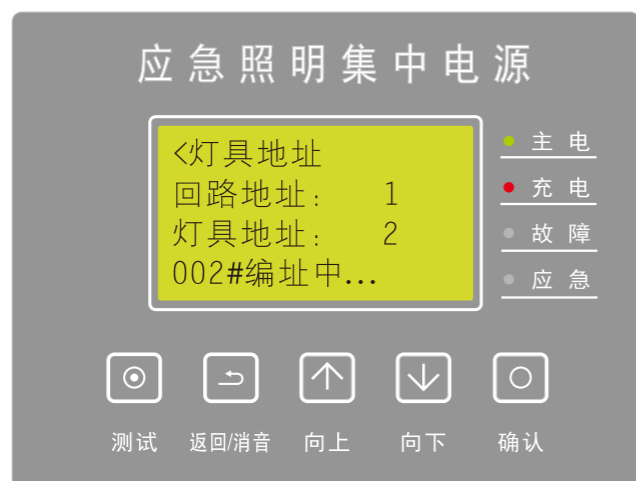 应急照明集中电源
<灯具地址
回路地址: 1
灯具地址: 2
002#编址中...
主电
充电
故障
应急
测试 返回/消音 向上 向下 确认